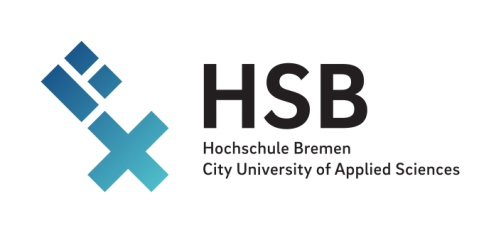 HSB
Hochschule Bremen
City University of Applied Sciences